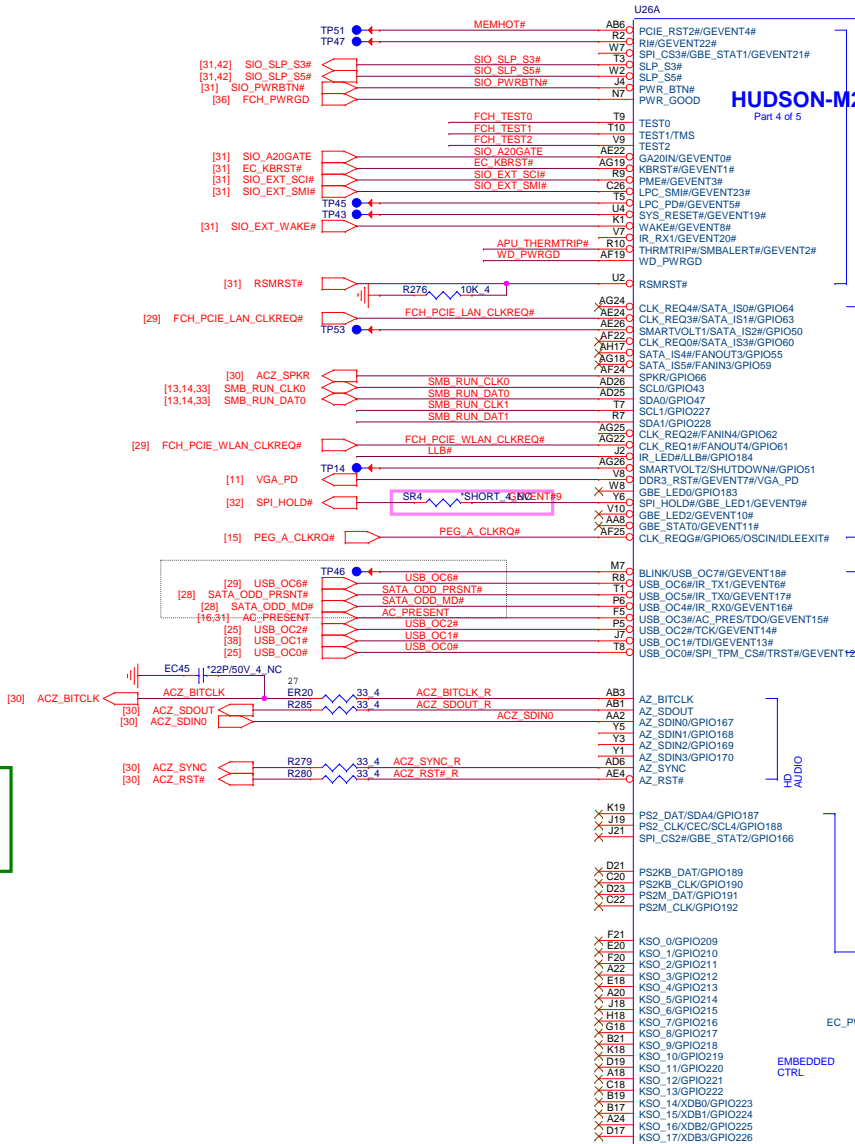 U26A
HUDSON-M2
Part 4 of 5
TP51 MEMHOT# AB6 PCIE_RST2#/GEVENT4#
TP47 R2 RI#/GEVENT22#
W7 SPI_CS3#/GBE_STAT1/GEVENT21#
[31,42] SIO_SLP_S3# SIO_SLP_S3# T3 SLP_S3#
[31,42] SIO_SLP_S5# SIO_SLP_S5# W2 SLP_S5#
[31] SIO_PWRBTN# SIO_PWRBTN# J4 PWR_BTN#
[36] FCH_PWRGD N7 PWR_GOOD
FCH_TEST0 T9 TEST0
FCH_TEST1 T10 TEST1/TMS
FCH_TEST2 V9 TEST2
[31] SIO_A20GATE SIO_A20GATE AE22 GA20IN/GEVENT0#
[31] EC_KBRST# EC_KBRST# AG19 KBRST#/GEVENT1#
[31] SIO_EXT_SCI# SIO_EXT_SCI# R9 PME#/GEVENT3#
[31] SIO_EXT_SMI# SIO_EXT_SMI# C26 LPC_SMI#/GEVENT23#
TP45 T5 LPC_PD#/GEVENT5#
TP43 U4 SYS_RESET#/GEVENT19#
[31] SIO_EXT_WAKE# K1 WAKE#/GEVENT8#
V7 IR_RX1/GEVENT20#
APU_THERMTRIP# R10 THRMTRIP#/SMBALERT#/GEVENT2#
WD_PWRGD AF19 WD_PWRGD
[31] RSMRST# U2 RSMRST#
R276 10K_4
AG24 CLK_REQ4#/SATA_IS0#/GPIO64
[29] FCH_PCIE_LAN_CLKREQ# FCH_PCIE_LAN_CLKREQ# AE24 CLK_REQ3#/SATA_IS1#/GPIO63
TP53 AE26 SMARTVOLT1/SATA_IS2#/GPIO50
AF22 CLK_REQ0#/SATA_IS3#/GPIO60
AH17 SATA_IS4#/FANOUT3/GPIO55
AG18 SATA_IS5#/FANIN3/GPIO59
[30] ACZ_SPKR AF24 SPKR/GPIO66
[13,14,33] SMB_RUN_CLK0 SMB_RUN_CLK0 AD26 SCL0/GPIO43
[13,14,33] SMB_RUN_DAT0 SMB_RUN_DAT0 AD25 SDA0/GPIO47
SMB_RUN_CLK1 T7 SCL1/GPIO227
SMB_RUN_DAT1 R7 SDA1/GPIO228
AG25 CLK_REQ2#/FANIN4/GPIO62
[29] FCH_PCIE_WLAN_CLKREQ# FCH_PCIE_WLAN_CLKREQ# AG22 CLK_REQ1#/FANOUT4/GPIO61
LLB# J2 IR_LED#/LLB#/GPIO184
TP14 AG26 SMARTVOLT2/SHUTDOWN#/GPIO51
[11] VGA_PD V8 DDR3_RST#/GEVENT7#/VGA_PD
W8 GBE_LED0/GPIO183
[32] SPI_HOLD# SR4 *SHORT_4_NC GEVENT#9 Y6 SPI_HOLD#/GBE_LED1/GEVENT9#
V10 GBE_LED2/GEVENT10#
AA8 GBE_STAT0/GEVENT11#
[15] PEG_A_CLKRQ# PEG_A_CLKRQ# AF25 CLK_REQG#/GPIO65/OSCIN/IDLEEXIT#
TP46 M7 BLINK/USB_OC7#/GEVENT18#
[29] USB_OC6# USB_OC6# R8 USB_OC6#/IR_TX1/GEVENT6#
[28] SATA_ODD_PRSNT# SATA_ODD_PRSNT# T1 USB_OC5#/IR_TX0/GEVENT17#
[28] SATA_ODD_MD# SATA_ODD_MD# P6 USB_OC4#/IR_RX0/GEVENT16#
[16,31] AC_PRESENT AC_PRESENT F5 USB_OC3#/AC_PRES/TDO/GEVENT15#
[25] USB_OC2# USB_OC2# P5 USB_OC2#/TCK/GEVENT14#
[38] USB_OC1# USB_OC1# J7 USB_OC1#/TDI/GEVENT13#
[25] USB_OC0# USB_OC0# T8 USB_OC0#/SPI_TPM_CS#/TRST#/GEVENT12#
EC45 *22P/50V_4_NC
27
[30] ACZ_BITCLK ACZ_BITCLK ER20 33_4 ACZ_BITCLK_R AB3 AZ_BITCLK
[30] ACZ_SDOUT R285 33_4 ACZ_SDOUT_R AB1 AZ_SDOUT
[30] ACZ_SDIN0 ACZ_SDIN0 AA2 AZ_SDIN0/GPIO167
Y5 AZ_SDIN1/GPIO168
Y3 AZ_SDIN2/GPIO169
Y1 AZ_SDIN3/GPIO170
[30] ACZ_SYNC R279 33_4 ACZ_SYNC_R AD6 AZ_SYNC
[30] ACZ_RST# R280 33_4 ACZ_RST#_R AE4 AZ_RST#
HD
AUDIO
K19 PS2_DAT/SDA4/GPIO187
J19 PS2_CLK/CEC/SCL4/GPIO188
J21 SPI_CS2#/GBE_STAT2/GPIO166
D21 PS2KB_DAT/GPIO189
C20 PS2KB_CLK/GPIO190
D23 PS2M_DAT/GPIO191
C22 PS2M_CLK/GPIO192
F21 KSO_0/GPIO209
E20 KSO_1/GPIO210
F20 KSO_2/GPIO211
A22 KSO_3/GPIO212
E18 KSO_4/GPIO213
A20 KSO_5/GPIO214
J18 KSO_6/GPIO215
H18 KSO_7/GPIO216
G18 KSO_8/GPIO217
B21 KSO_9/GPIO218
K18 KSO_10/GPIO219
D19 KSO_11/GPIO220
A18 KSO_12/GPIO221
C18 KSO_13/GPIO222
B19 KSO_14/XDB0/GPIO223
B17 KSO_15/XDB1/GPIO224
A24 KSO_16/XDB2/GPIO225
D17 KSO_17/XDB3/GPIO226
EMBEDDED
CTRL